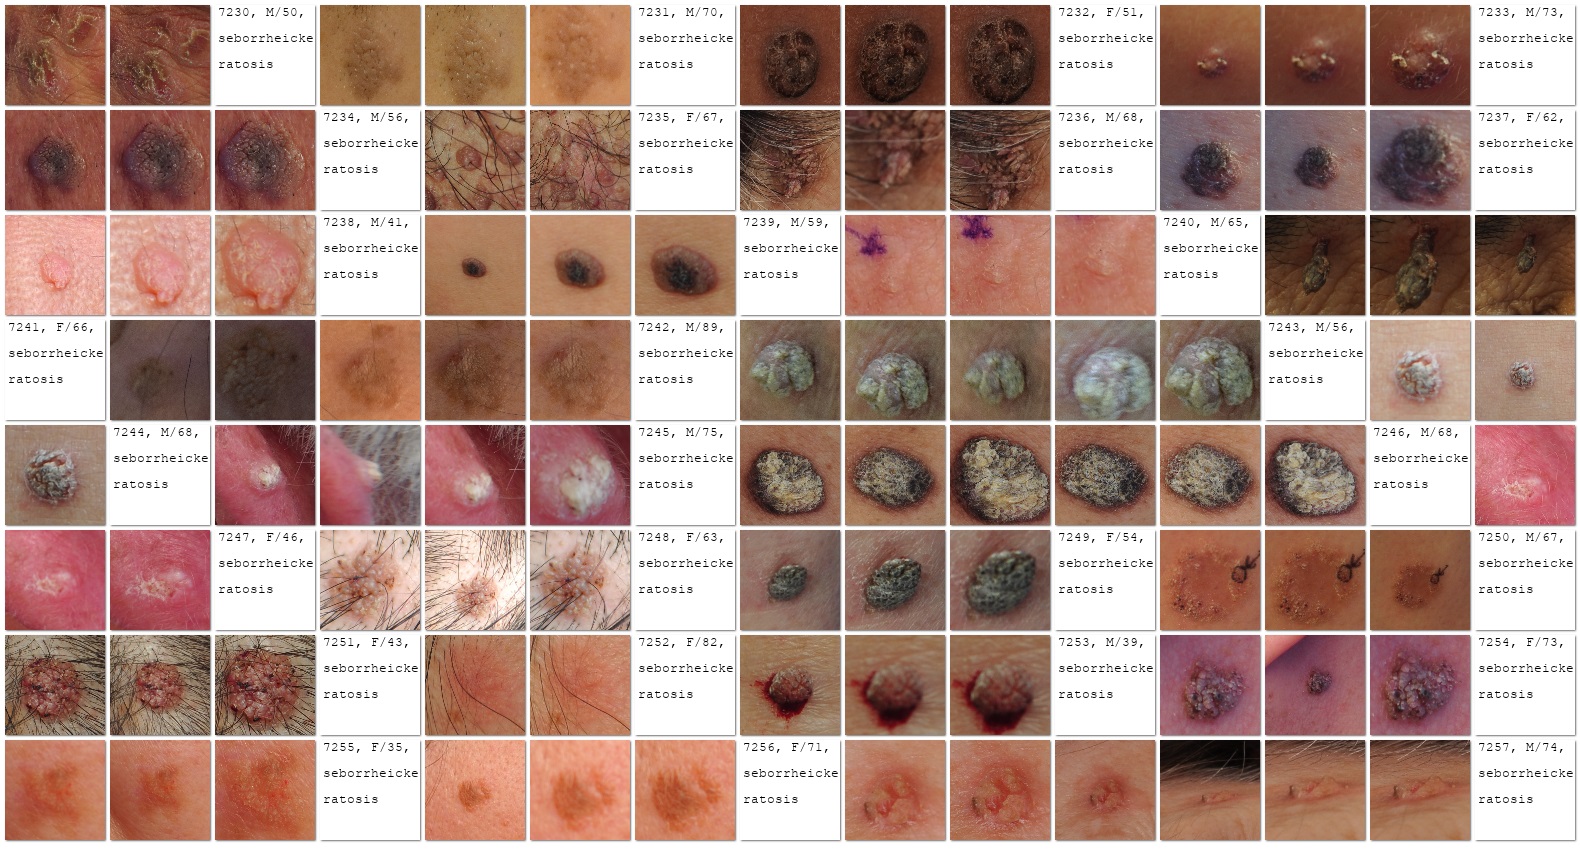 7230, M/50,
seborrheicke
ratosis
7231, M/70,
seborrheicke
ratosis
7232, F/51,
seborrheicke
ratosis
7233, M/73,
seborrheicke
ratosis
7234, M/56,
seborrheicke
ratosis
7235, F/67,
seborrheicke
ratosis
7236, M/68,
seborrheicke
ratosis
7237, F/62,
seborrheicke
ratosis
7238, M/41,
seborrheicke
ratosis
7239, M/59,
seborrheicke
ratosis
7240, M/65,
seborrheicke
ratosis
7241, F/66,
seborrheicke
ratosis
7242, M/89,
seborrheicke
ratosis
7243, M/56,
seborrheicke
ratosis
7244, M/68,
seborrheicke
ratosis
7245, M/75,
seborrheicke
ratosis
7246, M/68,
seborrheicke
ratosis
7247, F/46,
seborrheicke
ratosis
7248, F/63,
seborrheicke
ratosis
7249, F/54,
seborrheicke
ratosis
7250, M/67,
seborrheicke
ratosis
7251, F/43,
seborrheicke
ratosis
7252, F/82,
seborrheicke
ratosis
7253, M/39,
seborrheicke
ratosis
7254, F/73,
seborrheicke
ratosis
7255, F/35,
seborrheicke
ratosis
7256, F/71,
seborrheicke
ratosis
7257, M/74,
seborrheicke
ratosis